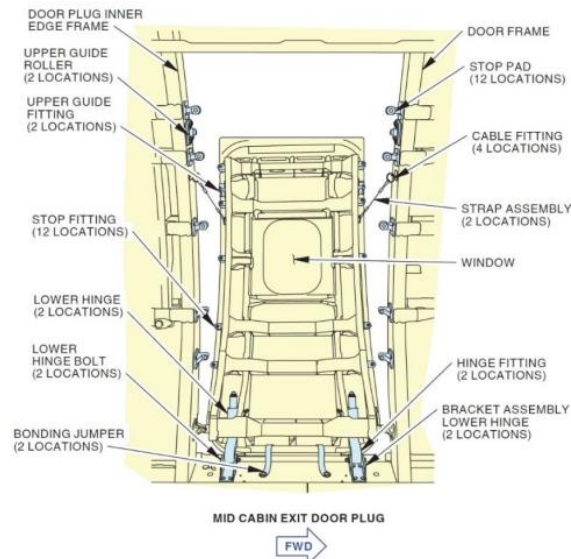 DOOR PLUG INNER
EDGE FRAME
UPPER GUIDE
ROLLER
(2 LOCATIONS)
UPPER GUIDE
FITTING
(2 LOCATIONS)
STOP FITTING
(12 LOCATIONS)
LOWER HINGE
(2 LOCATIONS)
LOWER
HINGE BOLT
(2 LOCATIONS)
BONDING JUMPER
(2 LOCATIONS)
DOOR FRAME
STOP PAD
(12 LOCATIONS)
CABLE FITTING
(4 LOCATIONS)
STRAP ASSEMBLY
(2 LOCATIONS)
WINDOW
HINGE FITTING
(2 LOCATIONS)
BRACKET ASSEMBLY
LOWER HINGE
(2 LOCATIONS)
MID CABIN EXIT DOOR PLUG
FWD